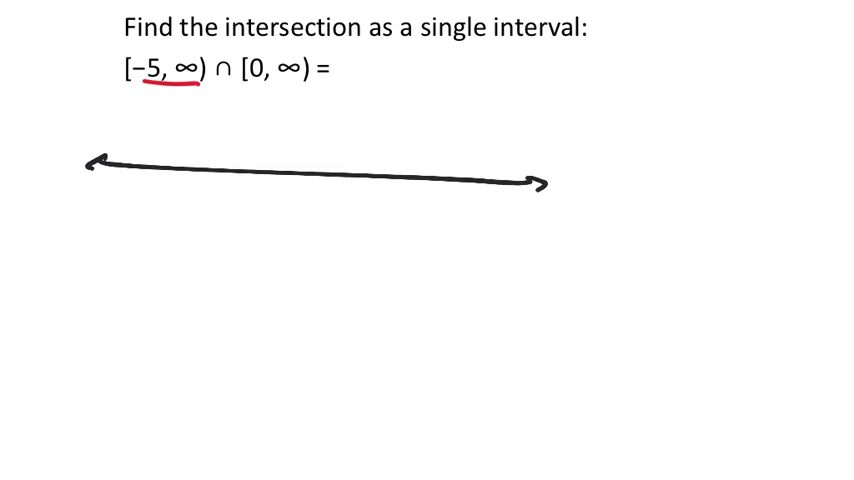 Find the intersection as a single interval:
[−5, ∞) ∩ [0, ∞) =